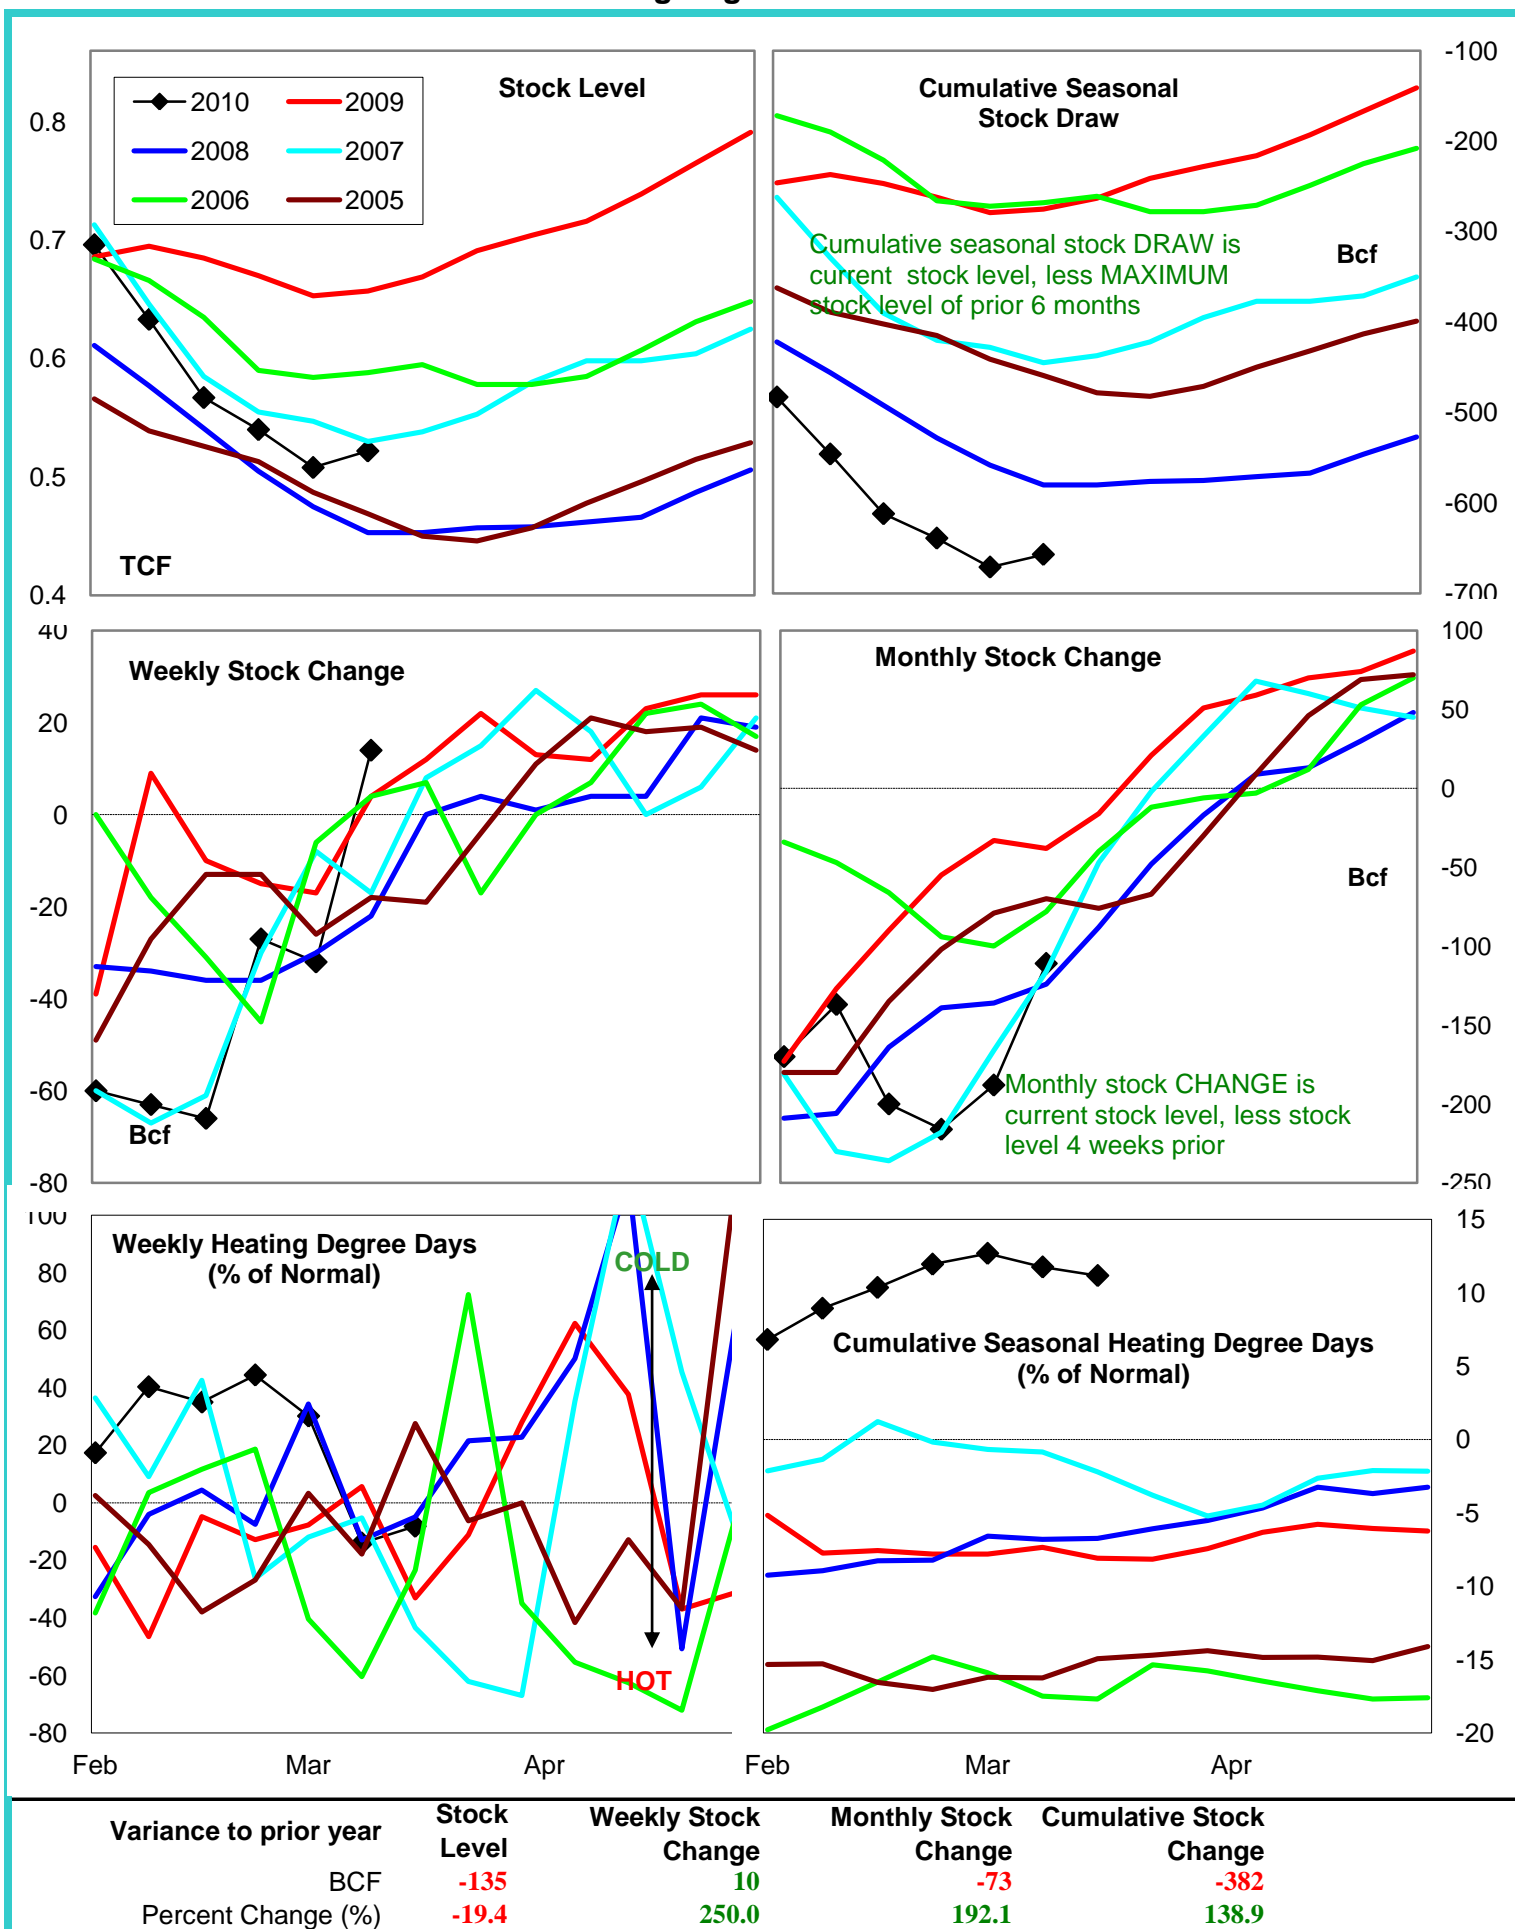 Stock Level
2010
2009
2008
2007
2006
2005
0.8
0.7
0.6
0.5
0.4
TCF
Cumulative Seasonal
Stock Draw
Cumulative seasonal stock DRAW is
current stock level, less MAXIMUM
stock level of prior 6 months
Bcf
-100
-200
-300
-400
-500
-600
-700
40
20
0
-20
-40
-60
-80
Weekly Stock Change
Bcf
Monthly Stock Change
Bcf
Monthly stock CHANGE is
current stock level, less stock
level 4 weeks prior
100
50
0
-50
-100
-150
-200
-250
100
80
60
40
20
0
-20
-40
-60
-80
Weekly Heating Degree Days
(% of Normal)
COLD
HOT
Feb
Mar
Apr
Cumulative Seasonal Heating Degree Days
(% of Normal)
15
10
5
0
-5
-10
-15
-20
Feb
Mar
Apr
Variance to prior year Stock Level Weekly Stock Change Monthly Stock Change Cumulative Stock Change
BCF -135 10 -73 -382
Percent Change (%) -19.4 250.0 192.1 138.9